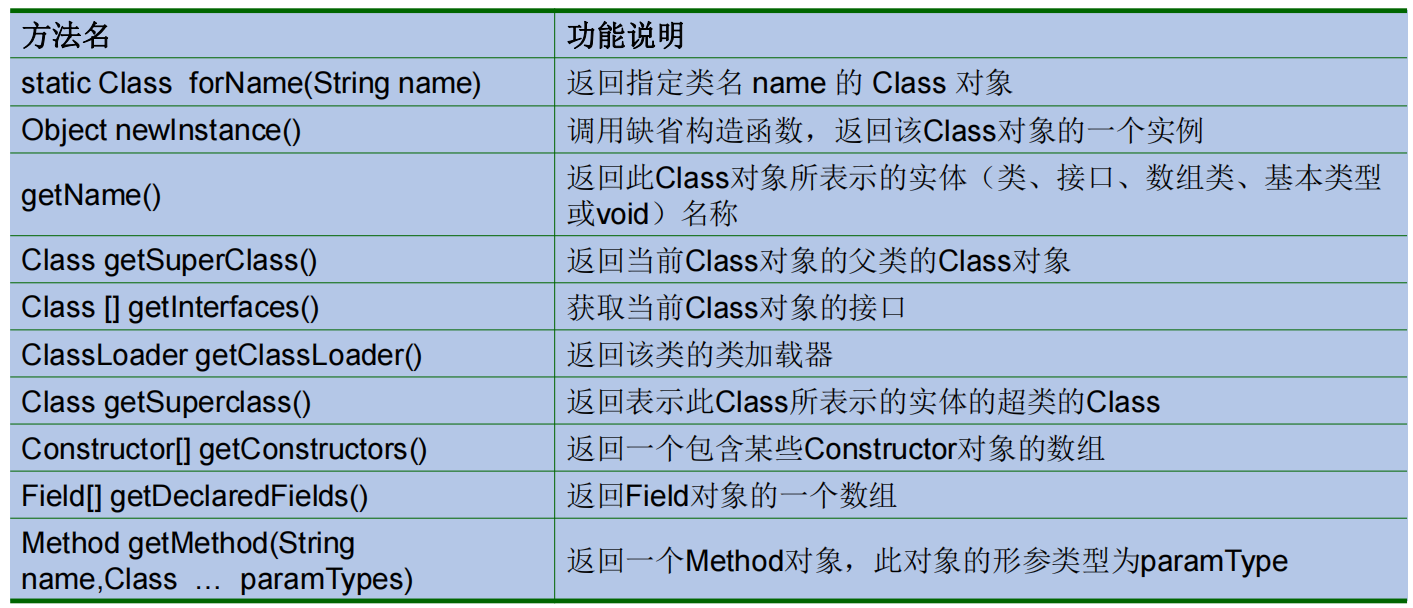 方法名 功能说明
static Class  forName(String name) 返回指定类名 name 的 Class 对象
Object newInstance() 调用缺省构造函数，返回该Class对象的一个实例
getName() 返回此Class对象所表示的实体（类、接口、数组类、基本类型
或void）名称
Class getSuperClass() 返回当前Class对象的父类的Class对象
Class [] getInterfaces() 获取当前Class对象的接口
ClassLoader getClassLoader() 返回该类的类加载器
Class getSuperclass() 返回表示此Class所表示的实体的超类的Class
Constructor[] getConstructors() 返回一个包含某些Constructor对象的数组
Field[] getDeclaredFields() 返回Field对象的一个数组
Method getMethod(String
name,Class  …  paramTypes) 返回一个Method对象，此对象的形参类型为paramType